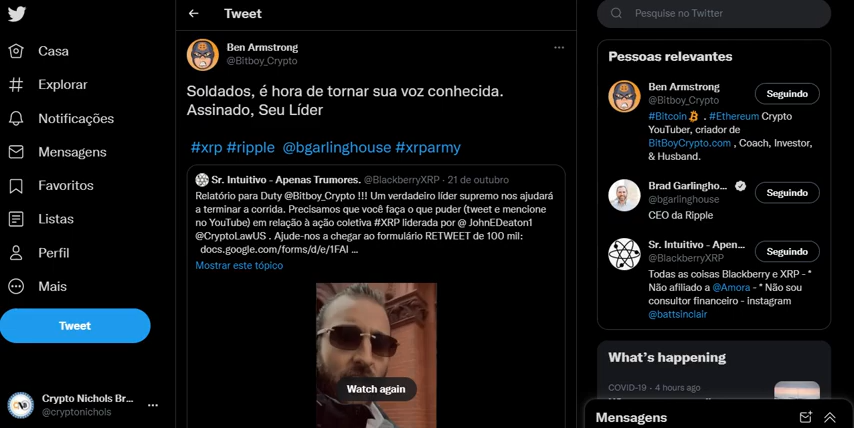 Casa
Explorar
Notificações
Mensagens
Favoritos
Listas
Perfil
Mais
Tweet
Crypto Nichols Br...
@cryptonichols
Tweet
Ben Armstrong
@Bitboy_Crypto
Soldados, é hora de tornar sua voz conhecida.
Assinado, Seu Líder
#xrp #ripple @bgarlinghouse #xrparmy
Sr. Intuitivo - Apenas Trumores. @BlackberryXRP · 21 de outubro
Relatório para Duty @Bitboy_Crypto !!! Um verdadeiro líder supremo nos ajudará
a terminar a corrida. Precisamos que você faça o que puder (tweet e mencione
no YouTube) em relação à ação coletiva #XRP liderada por @ JohnEDeaton1
@CryptoLawUS . Ajude-nos a chegar ao formulário RETWEET de 100 mil:
docs.google.com/forms/d/e/1FAI ...
Mostrar este tópico
Watch again
Pesquise no Twitter
Pessoas relevantes
Ben Armstrong
@Bitboy_Crypto
Seguindo
#Bitcoin . #Ethereum Crypto
YouTuber, criador de
BitBoyCrypto.com , Coach, Investor,
& Husband.
Brad Garlingho...
@bgarlinghouse
Seguindo
CEO da Ripple
Sr. Intuitivo - Apen...
@BlackberryXRP
Seguindo
Todas as coisas Blackberry e XRP - *
Não afiliado a @Amora - * Não sou
consultor financeiro - instagram
@battsinclair
What's happening
COVID-19 · 4 hours ago
Mensagens